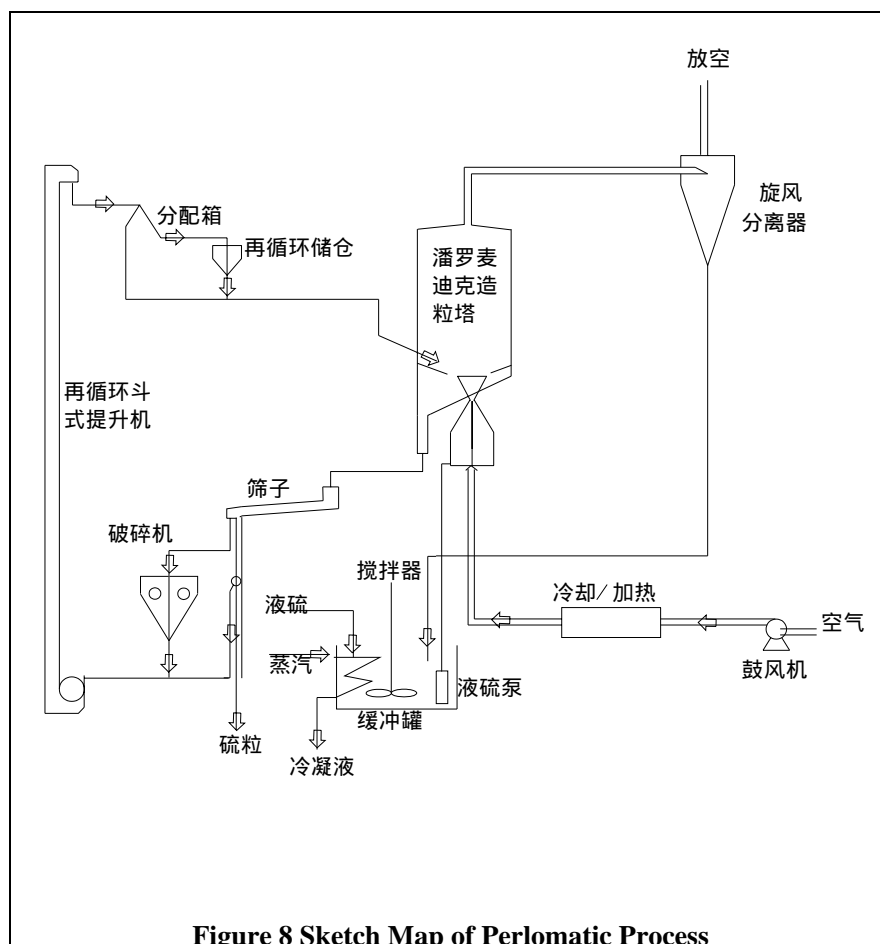 放空
旋风
分离器
分配箱
再循环储仓
潘罗麦
迪克造
粒塔
再循环斗
式提升机
筛子
破碎机
搅拌器
冷却/加热
液硫
空气
蒸汽
鼓风机
液硫泵
缓冲罐
硫粒
冷凝液
Figure 8 Sketch Map of Perlomatic Process